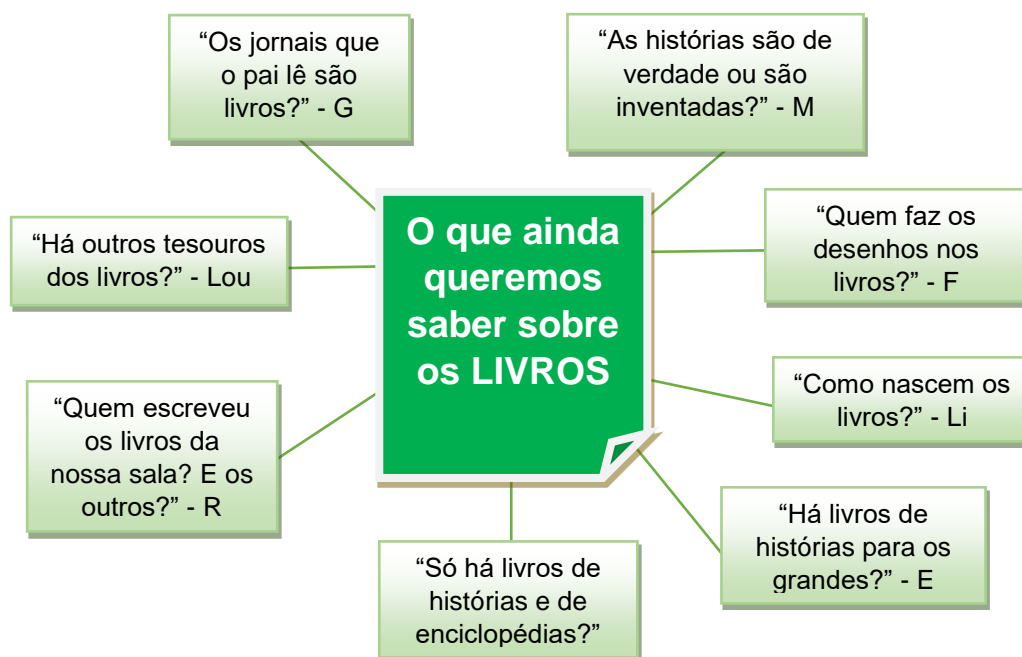 “Os jornais que
o pai lê são
livros?” - G
“As histórias são de
verdade ou são
inventadas?” - M
O que ainda
queremos
saber sobre
os LIVROS
“Há outros tesouros
dos livros?” - Lou
“Quem faz os
desenhos nos
livros?” - F
“Quem escreveu
os livros da
nossa sala? E os
outros?” - R
“Como nascem os
livros?” - Li
“Só há livros de
histórias e de
enciclopédias?”
“Há livros de
histórias para os
grandes?” - E